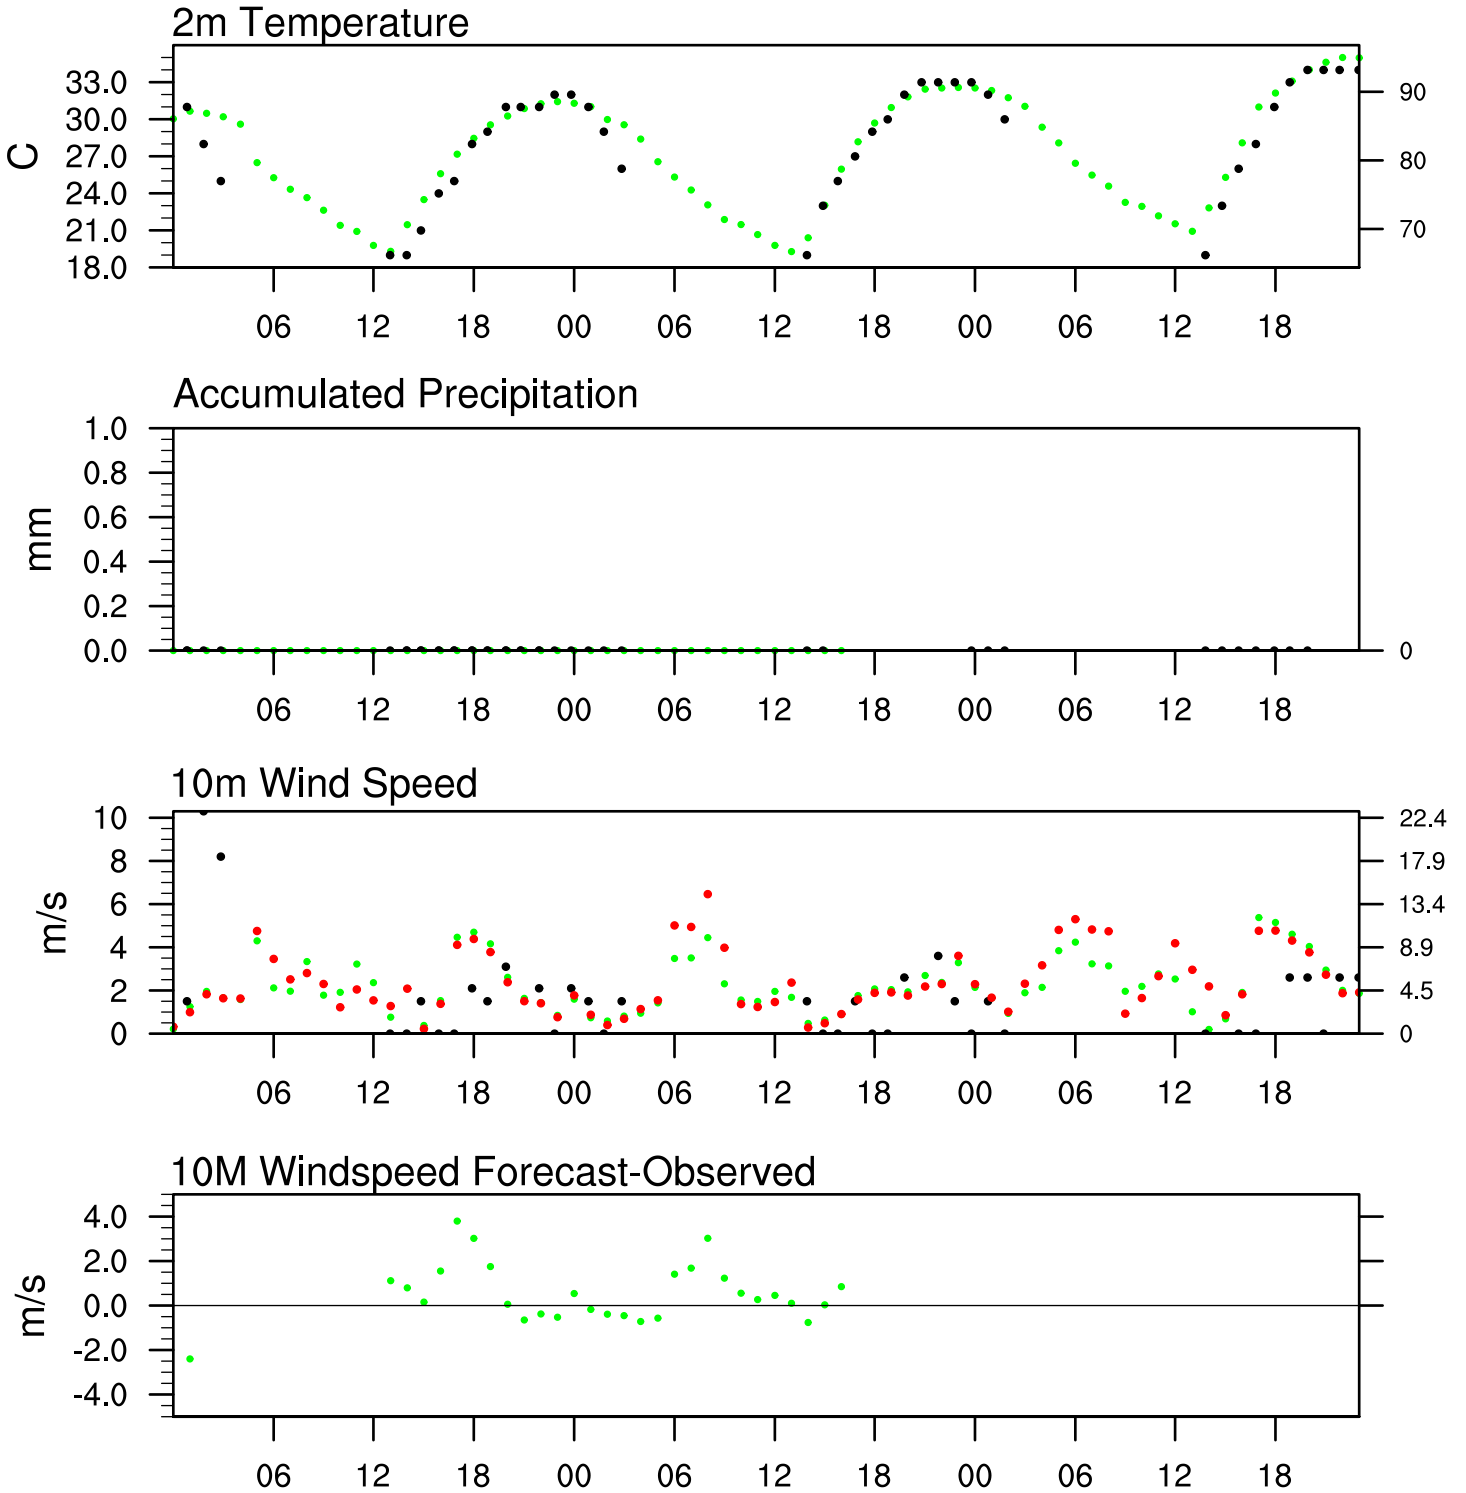 2m Temperature
33.0
30.0
27.0
24.0
21.0
18.0
C
90
80
70
06 12 18 00 06 12 18 00 06 12 18
Accumulated Precipitation
1.0
0.8
0.6
0.4
0.2
0.0
mm
0
06 12 18 00 06 12 18 00 06 12 18
10m Wind Speed
10
8
6
4
2
0
m/s
22.4
17.9
13.4
8.9
4.5
0
06 12 18 00 06 12 18 00 06 12 18
10M Windspeed Forecast-Observed
4.0
2.0
0.0
-2.0
-4.0
m/s
06 12 18 00 06 12 18 00 06 12 18